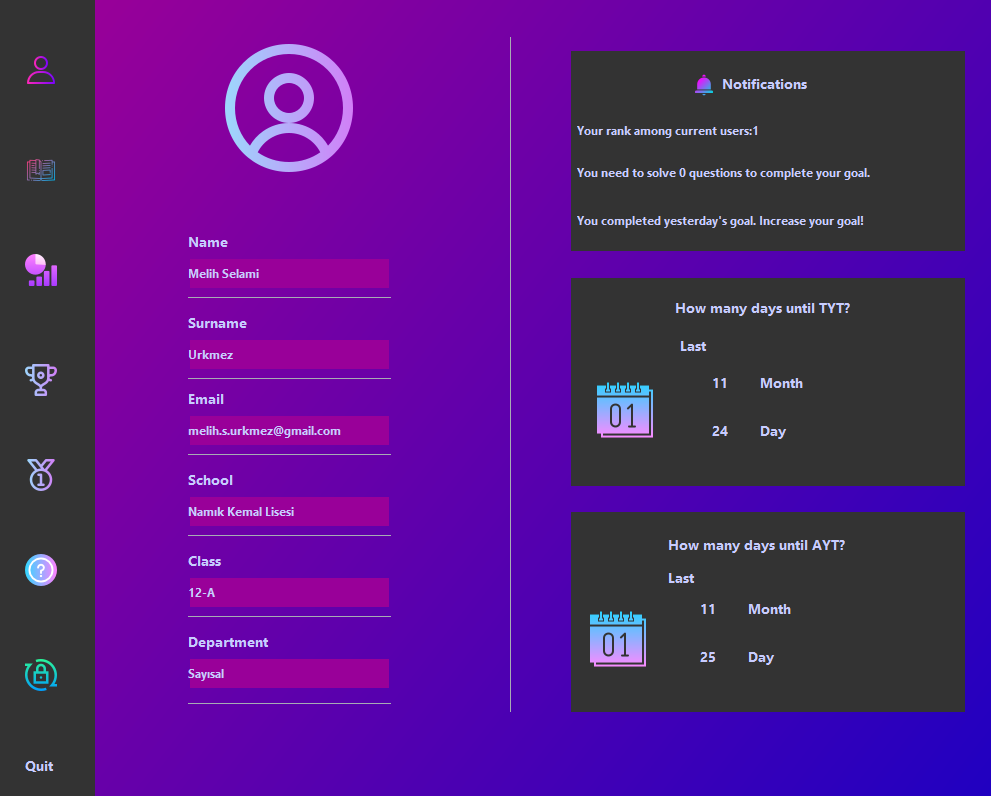 Name
Melih Selami
Surname
Urkmez
Email
melih.s.urkmez@gmail.com
School
Namık Kemal Lisesi
Class
12-A
Department
Sayısal
Notifications
Your rank among current users:1
You need to solve 0 questions to complete your goal.
You completed yesterday's goal. Increase your goal!
How many days until TYT?
Last
11 Month
01
24 Day
How many days until AYT?
Last
11 Month
01
25 Day
1
?
Quit